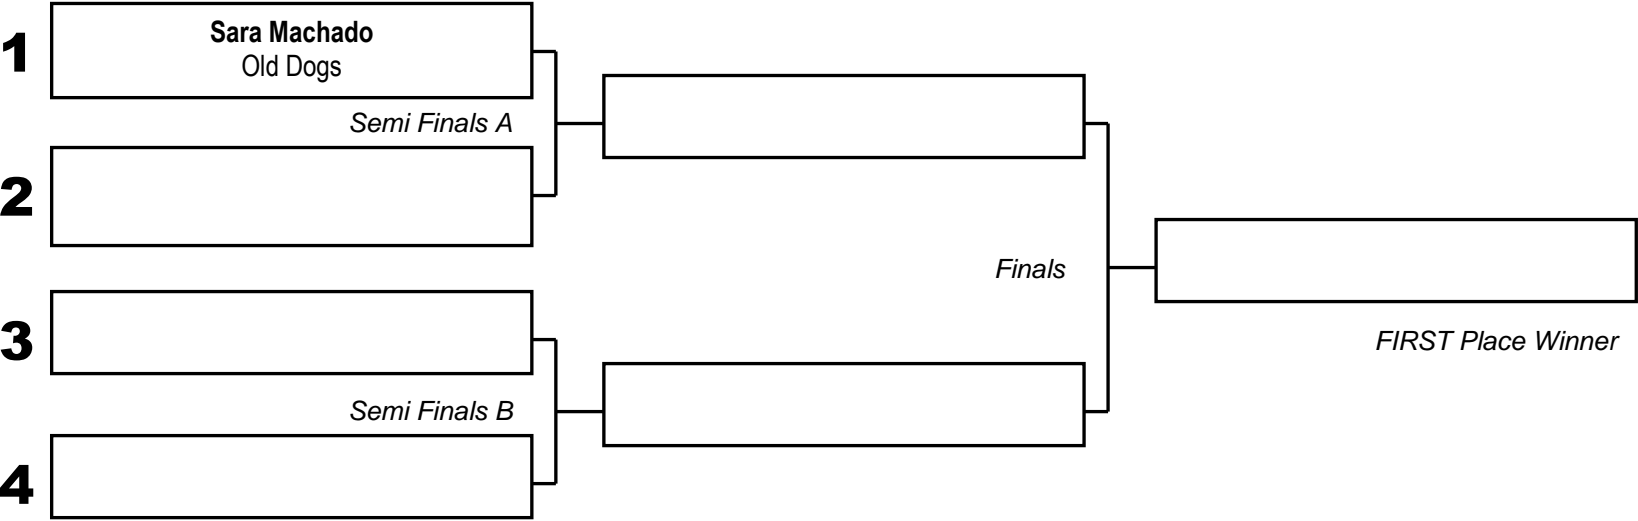 1
Sara Machado
Old Dogs
Semi Finals A
2
3
Semi Finals B
4
Finals
FIRST Place Winner